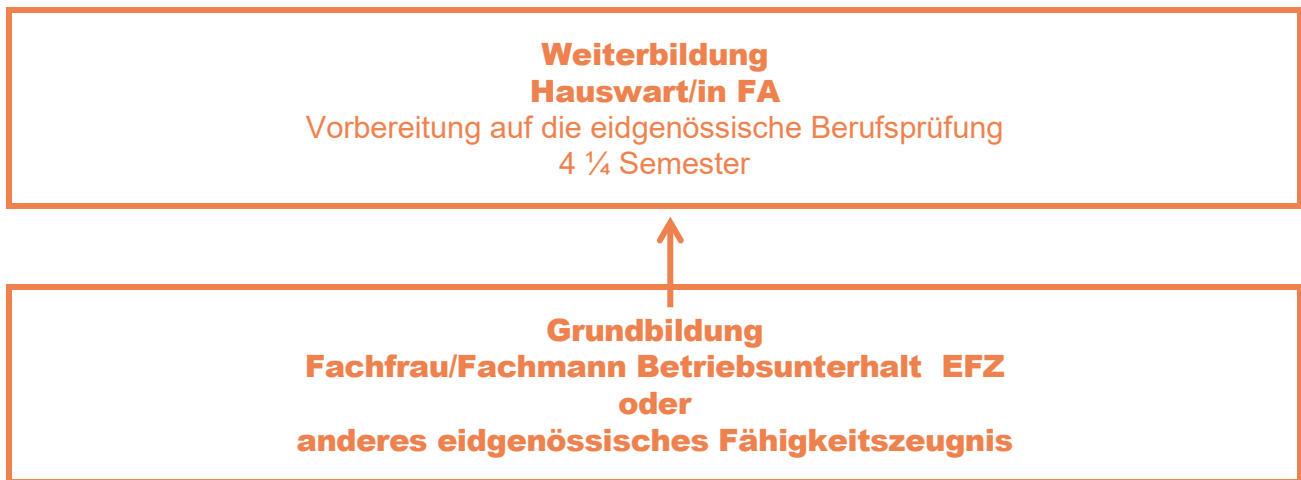 Weiterbildung
Hauswart/in FA
Vorbereitung auf die eidgenössische Berufsprüfung
4 ¼ Semester
Grundbildung
Fachfrau/Fachmann Betriebsunterhalt EFZ
oder
anderes eidgenössisches Fähigkeitszeugnis